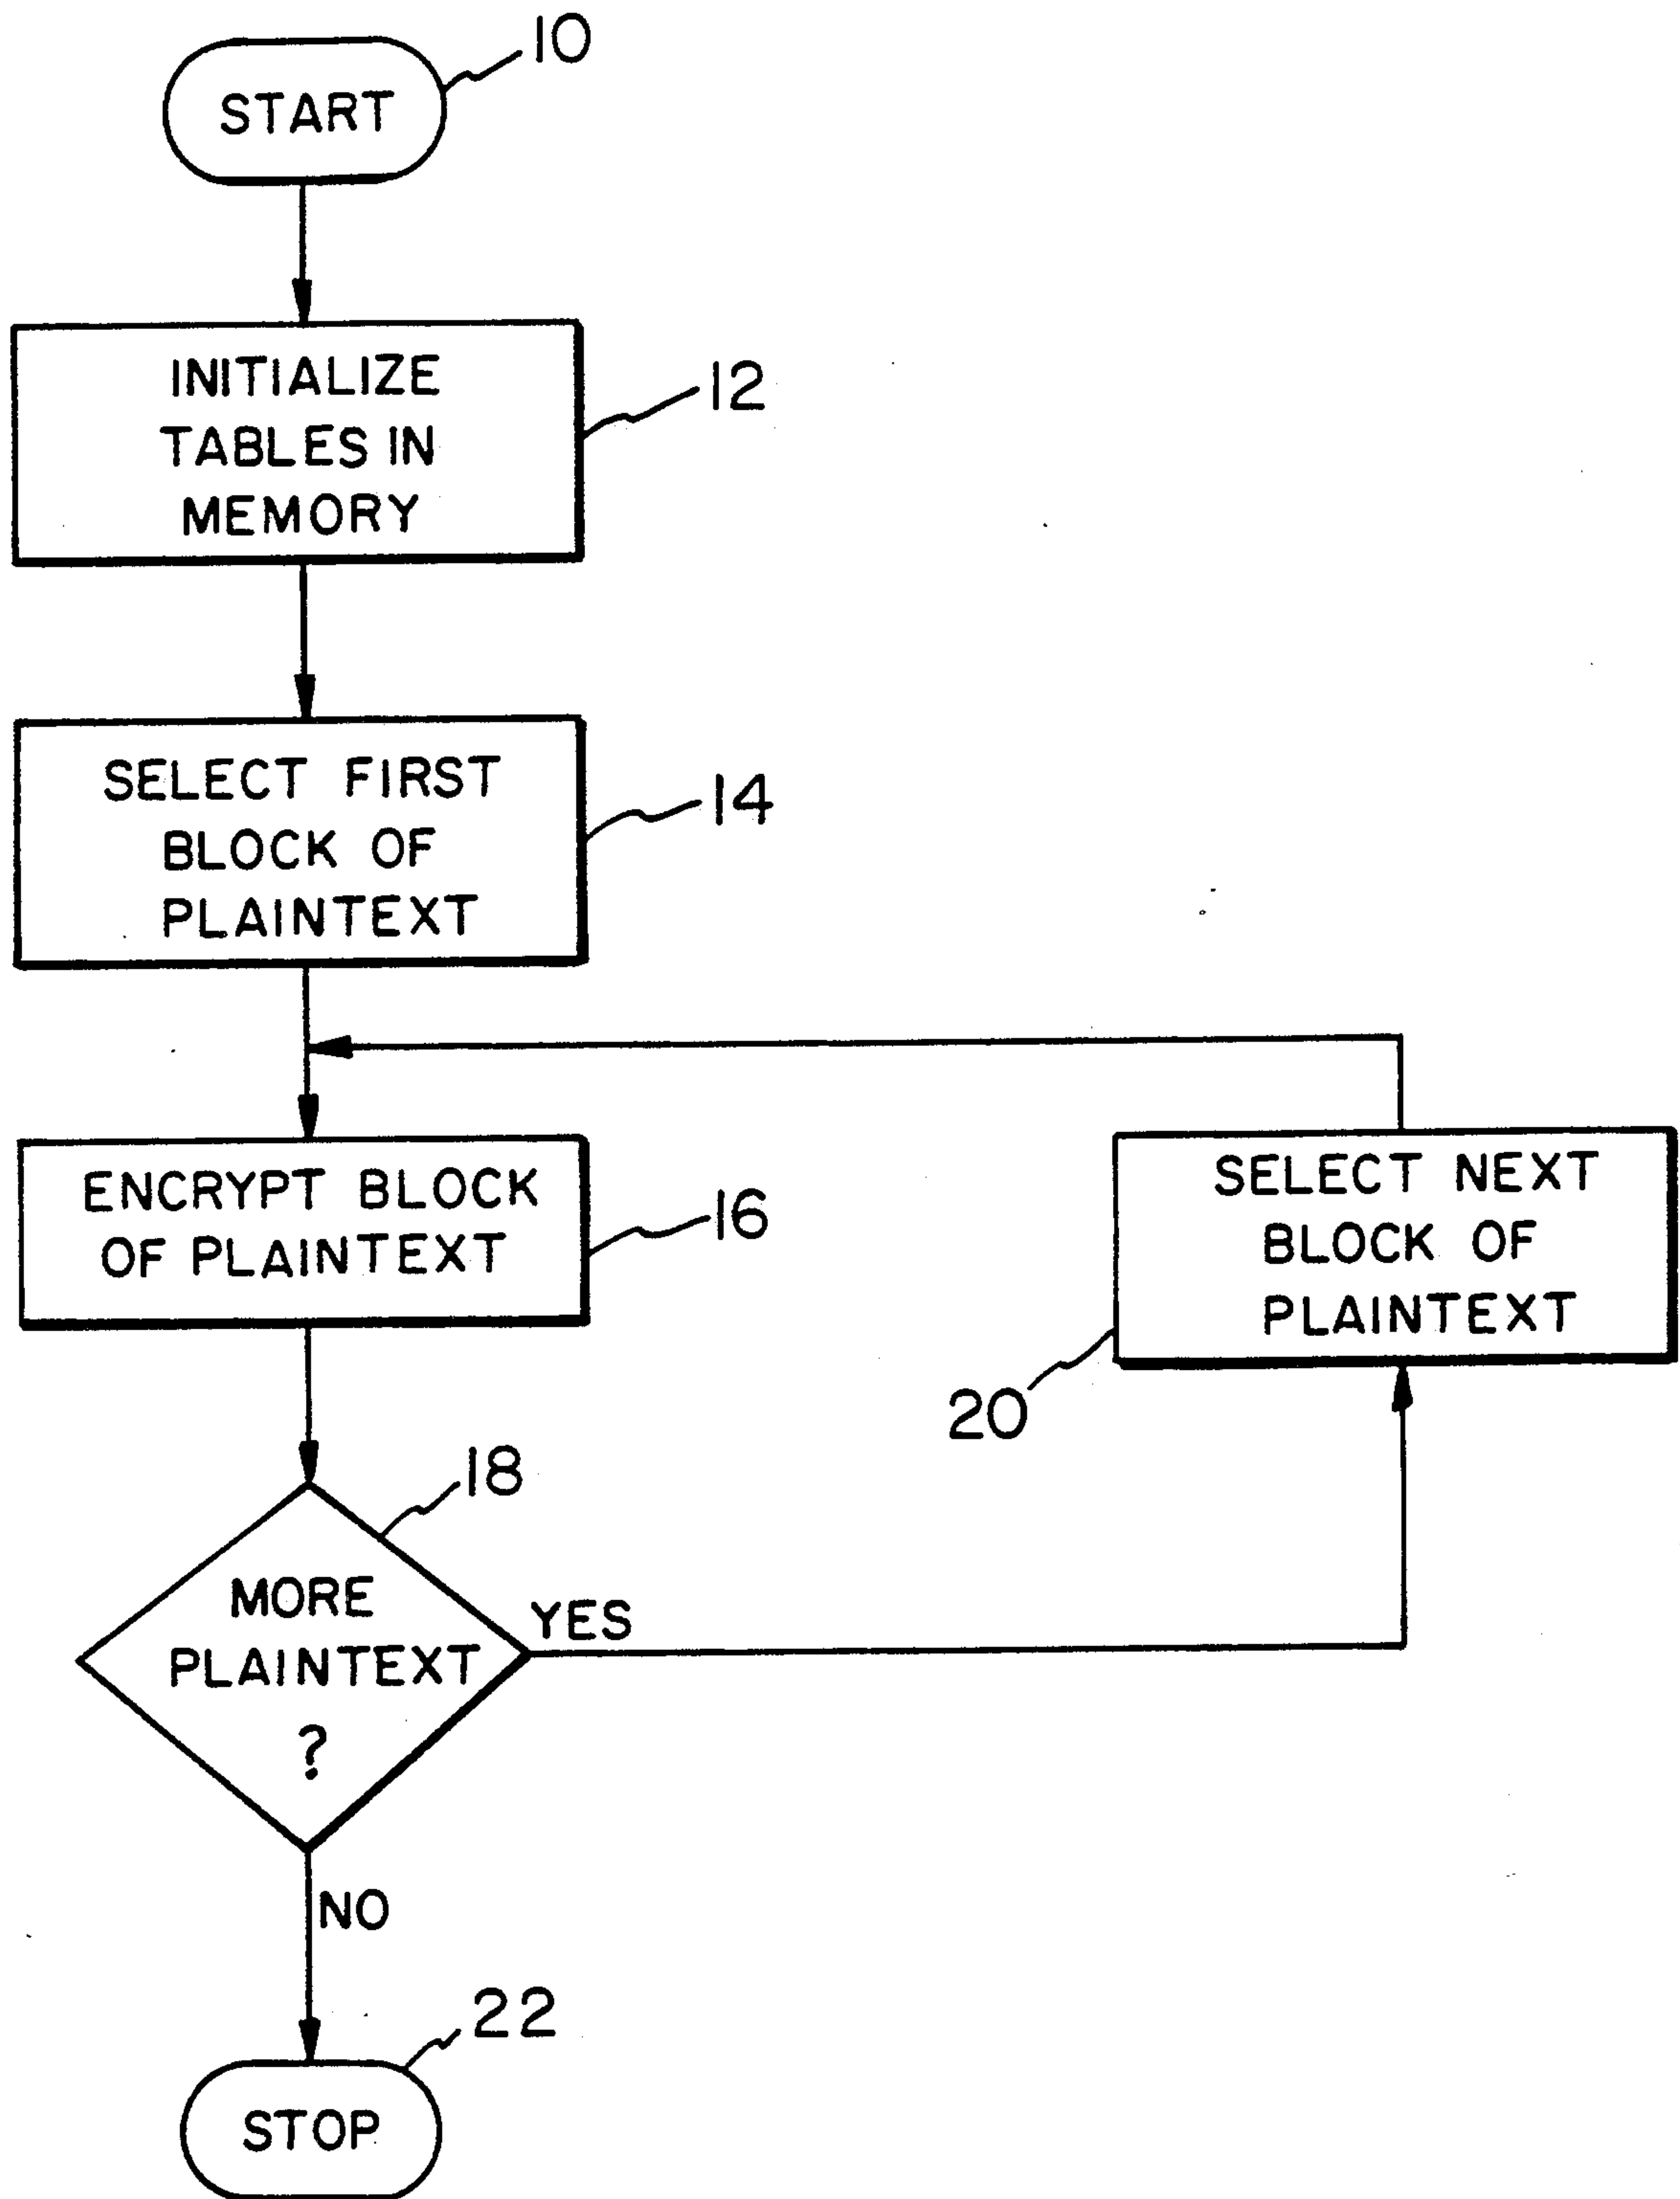 10
START
INITIALIZE
TABLES IN
MEMORY
12
SELECT FIRST
BLOCK OF
PLAINTEXT
14
ENCRYPT BLOCK
OF PLAINTEXT
16
SELECT NEXT
BLOCK OF
PLAINTEXT
20
18
MORE
PLAINTEXT
?
YES
NO
22
STOP